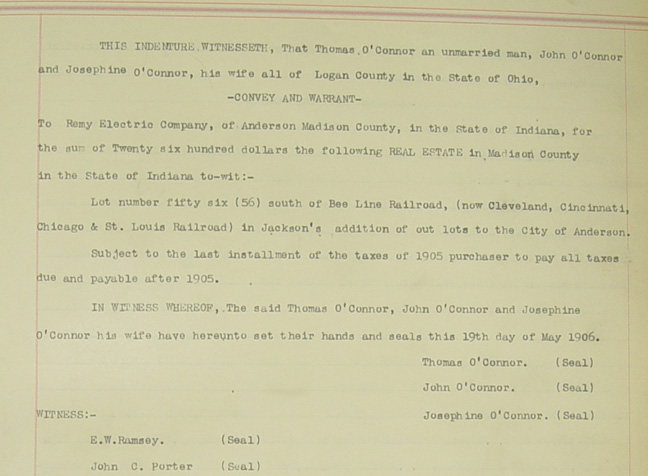 THIS INDENTURE WITNESSETH, That Thomas O'Connor an unmarried man, John O'Connor
and Josephine O'Connor, his wife all of Logan County in the State of Ohio,
-CONVEY AND WARRANT-
To Remy Electric Company, of Anderson Madison County, in the State of Indiana, for
the sum of Twenty six hundred dollars the following REAL ESTATE in Madison County
in the State of Indiana to-wit:-
Lot number fifty six (56) south of Bee Line Railroad, (now Cleveland, Cincinnati,
Chicago & St. Louis Railroad) in Jackson's addition of out lots to the City of Anderson.
Subject to the last installment of the taxes of 1905 purchaser to pay all taxes
due and payable after 1905.
IN WITNESS WHEREOF, The said Thomas O'Connor, John O'Connor and Josephine
O'Connor his wife have hereunto set their hands and seals this 19th day of May 1906.
Thomas O'Connor. (Seal)
John O'Connor. (Seal)
WITNESS:- Josephine O'Connor. (Seal)
E.W.Ramsey. (Seal)
John C. Porter (Seal)